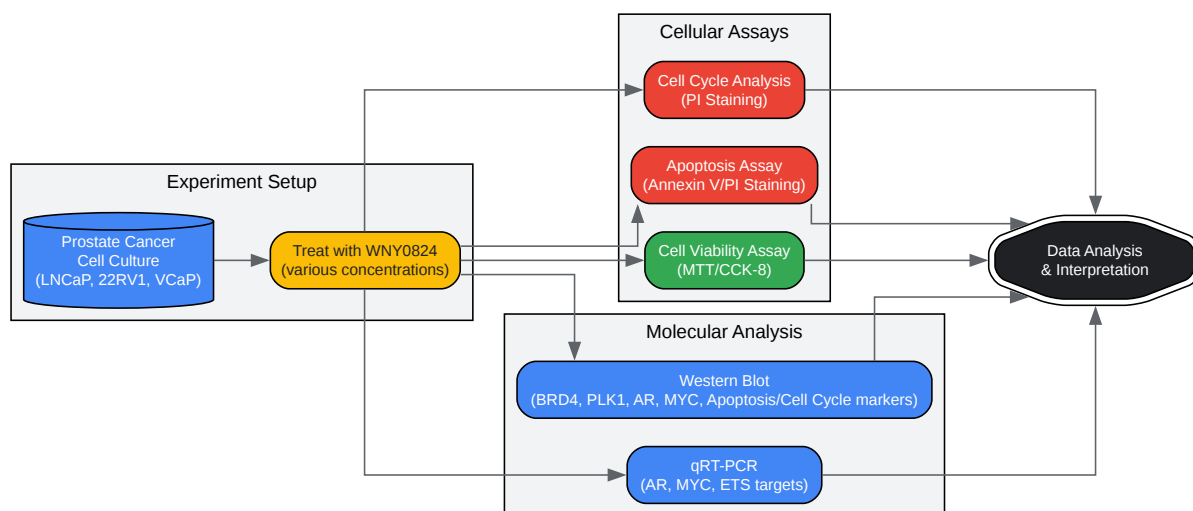 Experiment Setup
Prostate Cancer
Cell Culture
(LNCaP, 22RV1, VCaP)
Treat with WNY0824
(various concentrations)
Cellular Assays
Cell Cycle Analysis
(PI Staining)
Apoptosis Assay
(Annexin V/PI Staining)
Cell Viability Assay
(MTT/CCK-8)
Molecular Analysis
Western Blot
(BRD4, PLK1, AR, MYC, Apoptosis/Cell Cycle markers)
qRT-PCR
(AR, MYC, ETS targets)
Data Analysis
& Interpretation